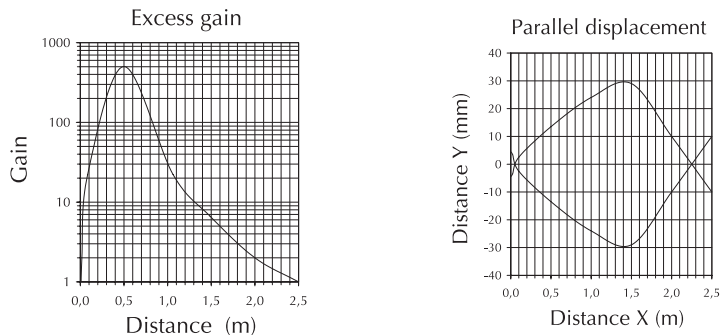 Excess gain
1000
100
10
1
Gain
0,0 0,5 1,0 1,5 2,0 2,5
Distance (m)
Parallel displacement
40
30
20
10
0
-10
-20
-30
-40
Distance Y (mm)
0,0 0,5 1,0 1,5 2,0 2,5
Distance X (m)